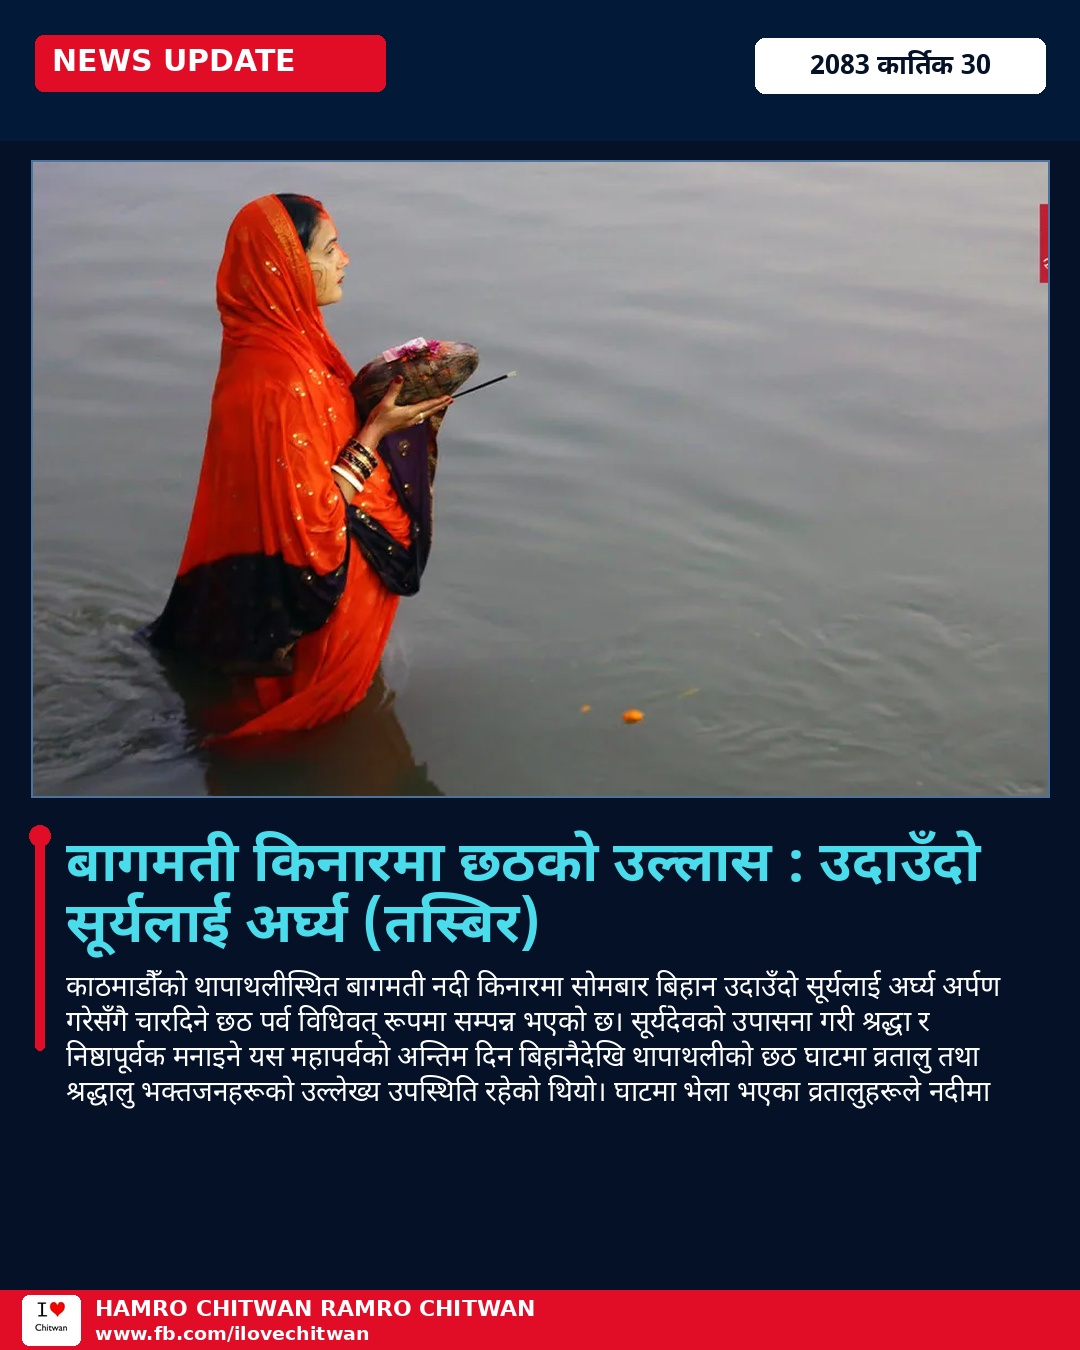 NEWS UPDATE
2083 कार्तिक 30
बागमती किनारमा छठको उल्लास : उदाउँदो
सूर्यलाई अर्घ्य (तस्बिर)
काठमाडौँको थापाथलीस्थित बागमती नदी किनारमा सोमबार बिहान उदाउँदो सूर्यलाई अर्घ्य अर्पण
गरेसँगै चारदिने छठ पर्व विधिवत् रूपमा सम्पन्न भएको छ। सूर्यदेवको उपासना गरी श्रद्धा र
निष्ठापूर्वक मनाइने यस महापर्वको अन्तिम दिन बिहानैदेखि थापाथलीको छठ घाटमा व्रतालु तथा
श्रद्धालु भक्तजनहरूको उल्लेख्य उपस्थिति रहेको थियो। घाटमा भेला भएका व्रतालुहरूले नदीमा
I❤
Chitwan
HAMRO CHITWAN RAMRO CHITWAN
www.fb.com/ilovechitwan